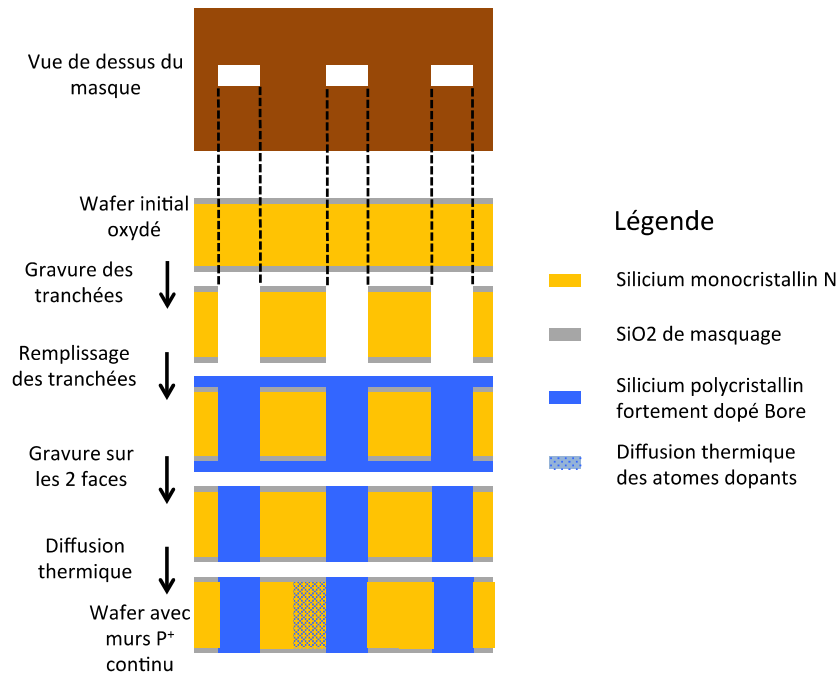 Vue de dessus du
masque
Wafer initial
oxydé
Gravure des
tranchées
Remplissage
des tranchées
Gravure sur
les 2 faces
Diffusion
thermique
Wafer avec
murs P⁺
continu
Légende
Silicium monocristallin N
SiO2 de masquage
Silicium polycristallin
fortement dopé Bore
Diffusion thermique
des atomes dopants